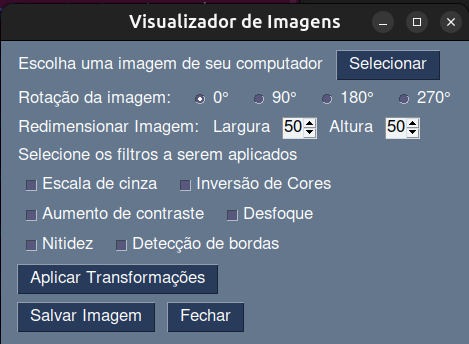 Visualizador de Imagens
Escolha uma imagem de seu computador Selecionar
Rotação da imagem: 0° 90° 180° 270°
Redimensionar Imagem: Largura 50 Altura 50
Selecione os filtros a serem aplicados
Escala de cinza Inversão de Cores
Aumento de contraste Desfoque
Nitidez Detecção de bordas
Aplicar Transformações
Salvar Imagem Fechar